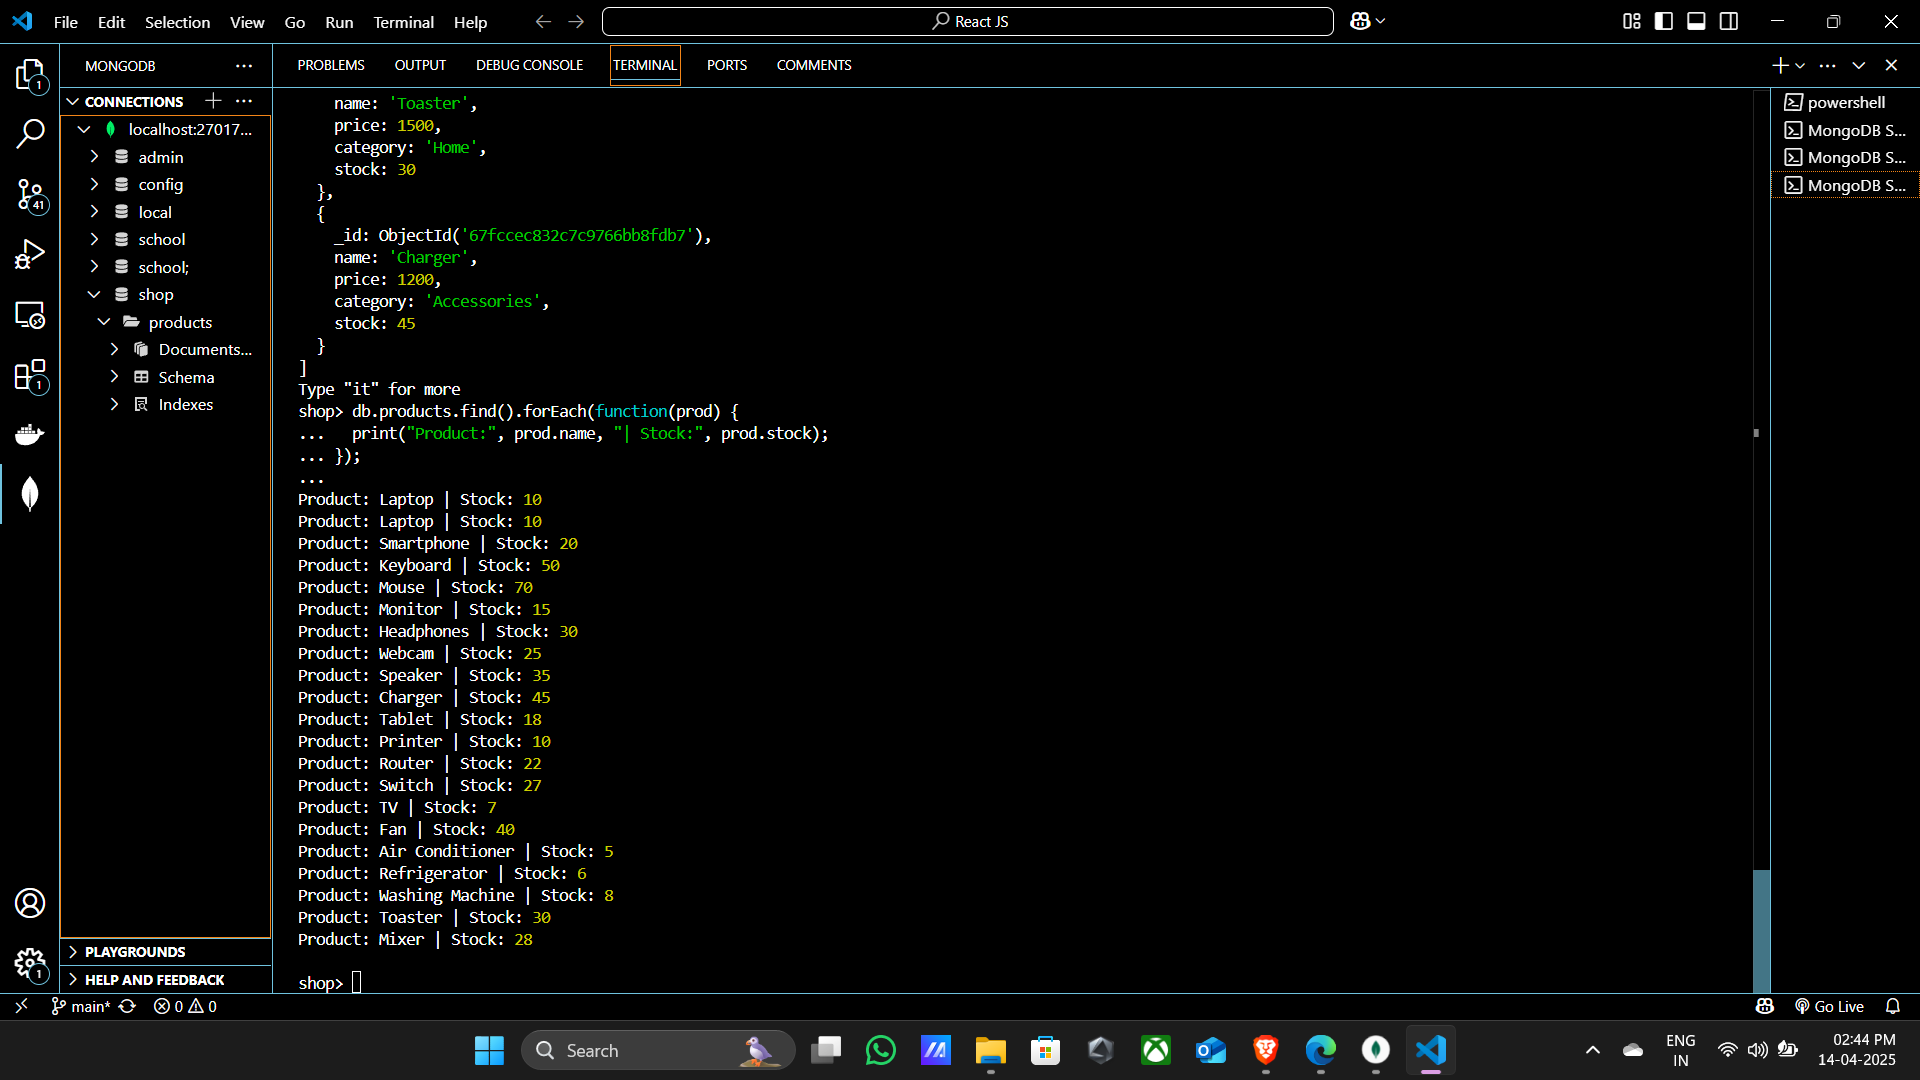 File Edit Selection View Go Run Terminal Help
React JS
MONGODB
CONNECTIONS
localhost:27017...
admin
config
local
school
school;
shop
products
Documents...
Schema
Indexes
PLAYGROUNDS
HELP AND FEEDBACK
1
41
1
1
PROBLEMS OUTPUT DEBUG CONSOLE TERMINAL PORTS COMMENTS
name: 'Toaster',
price: 1500,
category: 'Home',
stock: 30
},
{
_id: ObjectId('67fccec832c7c9766bb8fdb7'),
name: 'Charger',
price: 1200,
category: 'Accessories',
stock: 45
}
]
Type "it" for more
shop> db.products.find().forEach(function(prod) {
... print("Product:", prod.name, "| Stock:", prod.stock);
... });
...
Product: Laptop | Stock: 10
Product: Laptop | Stock: 10
Product: Smartphone | Stock: 20
Product: Keyboard | Stock: 50
Product: Mouse | Stock: 70
Product: Monitor | Stock: 15
Product: Headphones | Stock: 30
Product: Webcam | Stock: 25
Product: Speaker | Stock: 35
Product: Charger | Stock: 45
Product: Tablet | Stock: 18
Product: Printer | Stock: 10
Product: Router | Stock: 22
Product: Switch | Stock: 27
Product: TV | Stock: 7
Product: Fan | Stock: 40
Product: Air Conditioner | Stock: 5
Product: Refrigerator | Stock: 6
Product: Washing Machine | Stock: 8
Product: Toaster | Stock: 30
Product: Mixer | Stock: 28
shop>
powershell
MongoDB S...
MongoDB S...
MongoDB S...
main* 0 0
Go Live
Search
ENG
IN
02:44 PM
14-04-2025